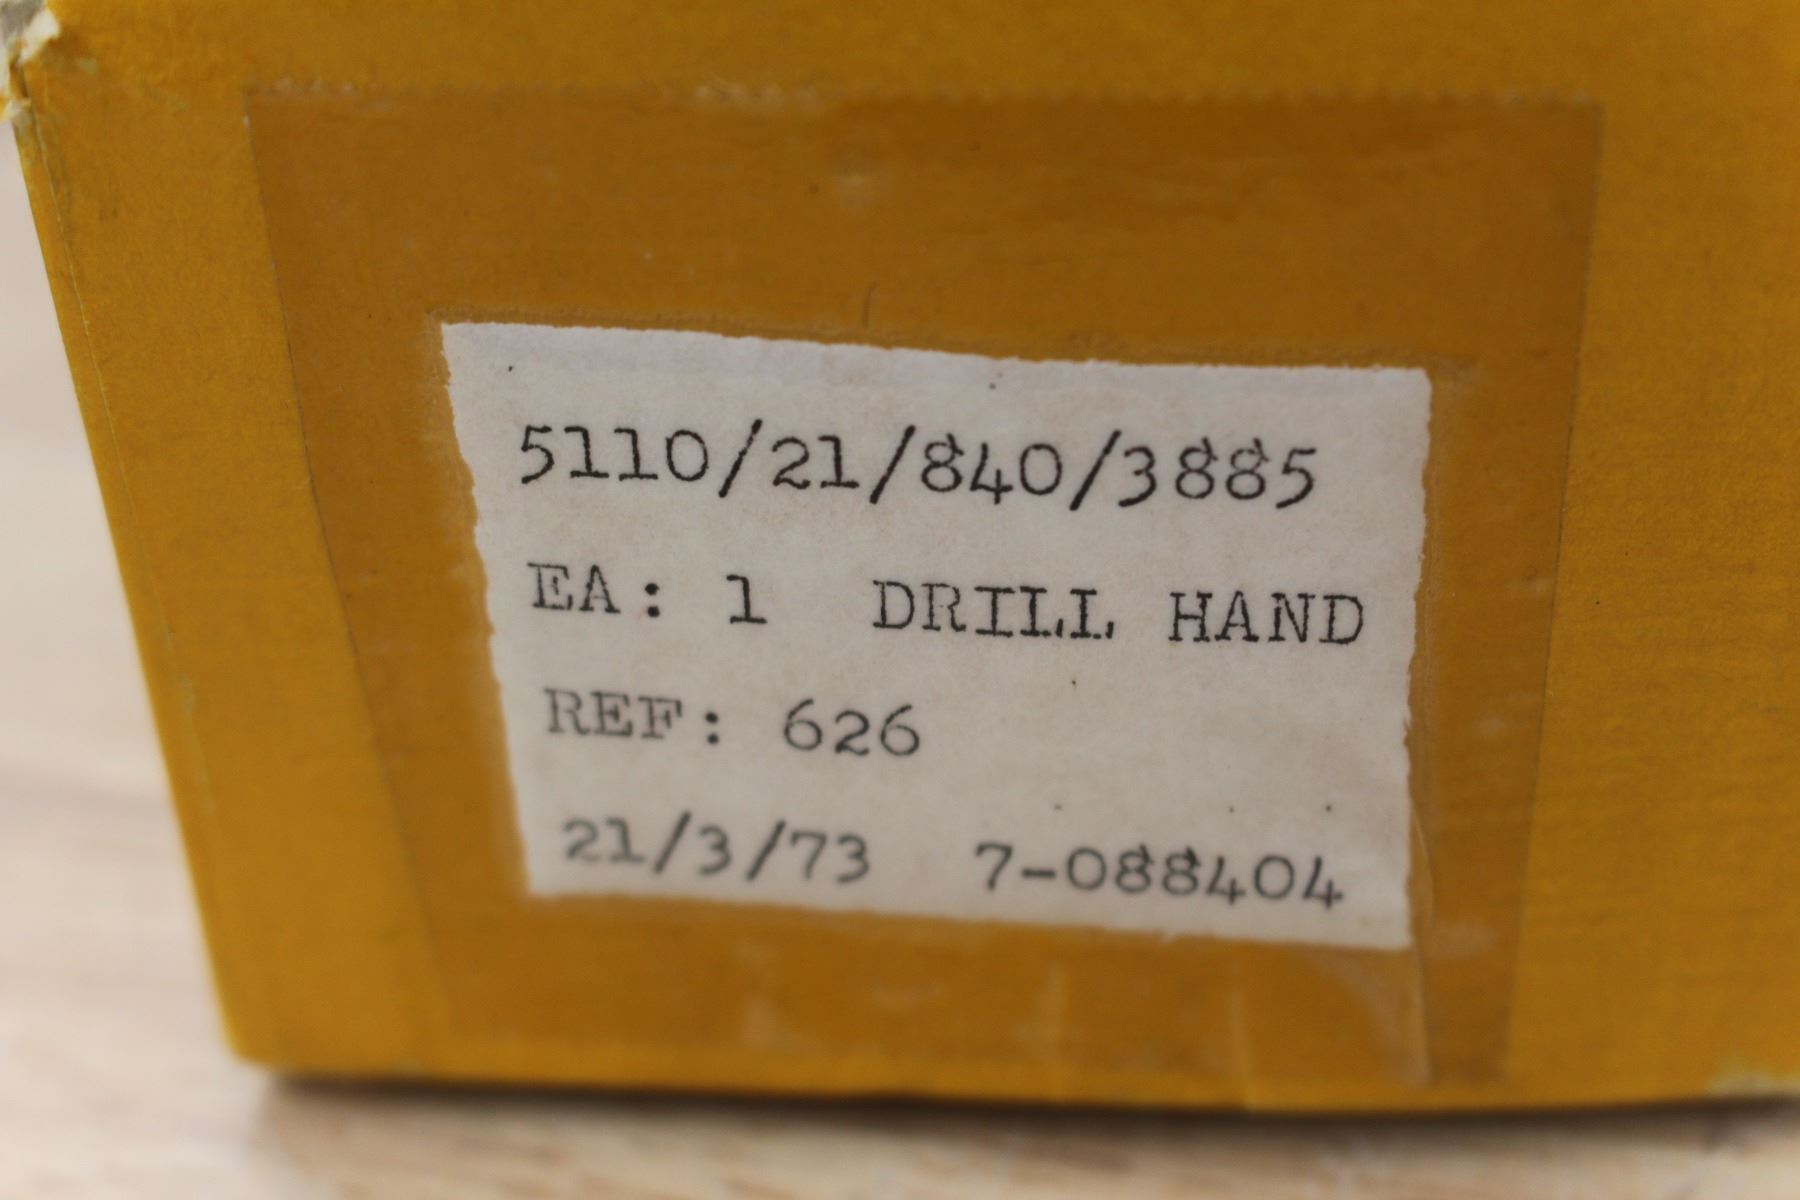 5110/21/840/3885
EA: 1 DRILL HAND
REF: 626
21/3/73 7-088404